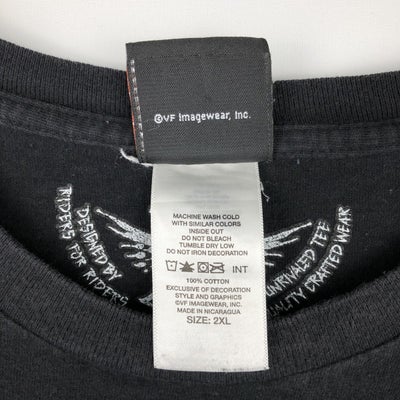 ©VF Imagewear, Inc.
MACHINE WASH COLD
WITH SIMILAR COLORS
INSIDE OUT
DO NOT BLEACH
TUMBLE DRY LOW
DO NOT IRON DECORATION
INT
100% COTTON
EXCLUSIVE OF DECORATION
STYLE AND GRAPHICS
©VF IMAGEWEAR, INC.
MADE IN NICARAGUA
SIZE: 2XL
DESIGNED BY
RIDERS FOR RIDERS
UNRIVALED TEE
CRAFTED WEAR